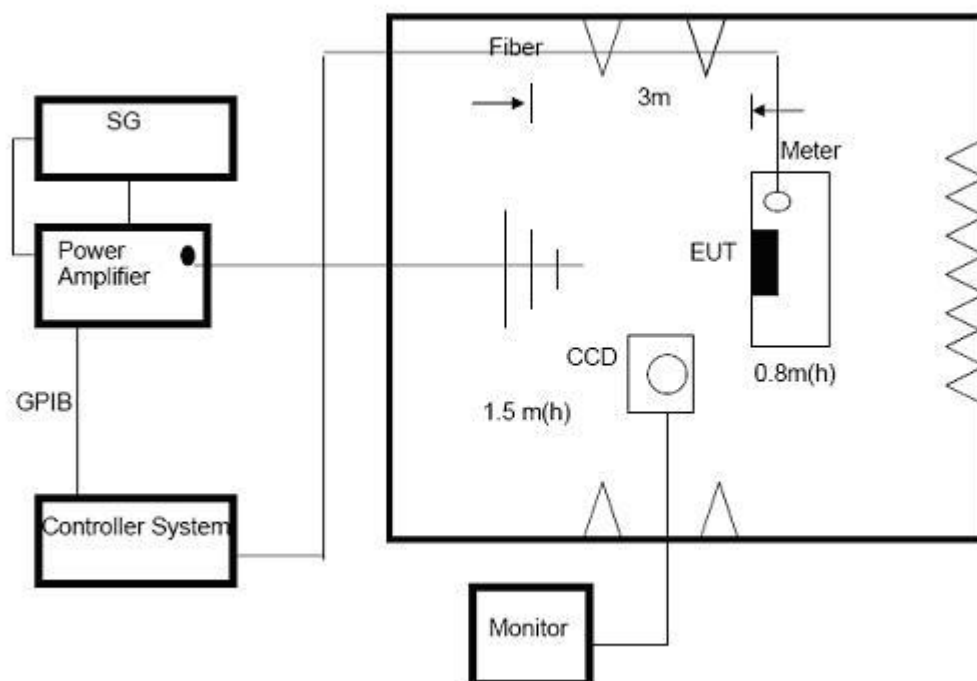 Fiber
3m
SG
Meter
Power
Amplifier
EUT
CCD
0.8m(h)
GPIB
1.5 m(h)
Controller System
Monitor